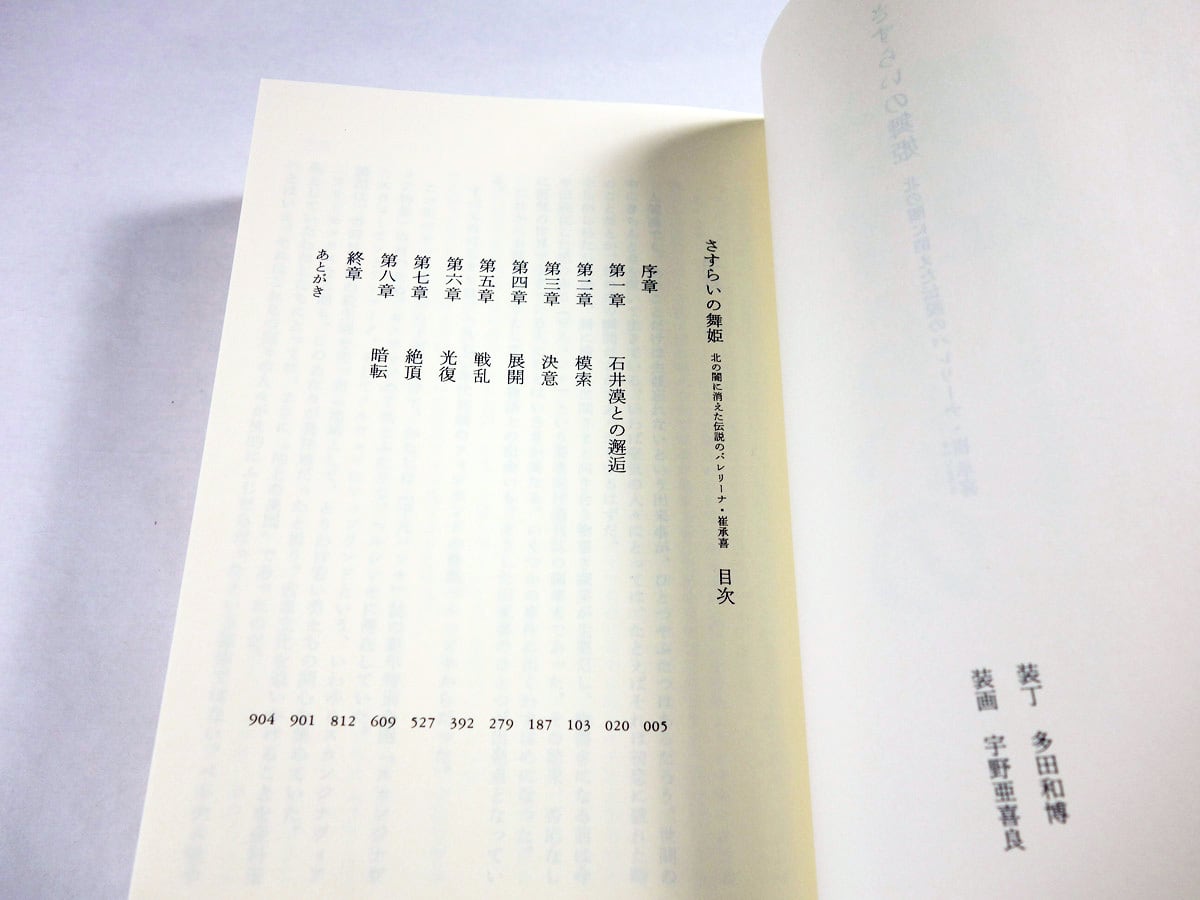 装丁 多田和博
装画 宇野亜喜良
さすらいの舞姫 北の闇に消えた伝説のバレリーナ・崔承喜 目次
序章 005
第一章 石井漠との邂逅 020
第二章 模索 103
第三章 決意 187
第四章 展開 279
第五章 戦乱 392
第六章 光復 527
第七章 絶頂 609
第八章 暗転 812
終章 901
あとがき 904